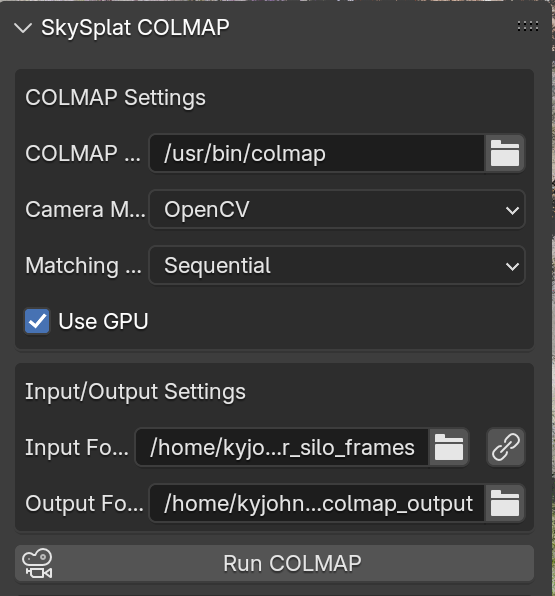 SkySplat COLMAP
COLMAP Settings
COLMAP ... /usr/bin/colmap
Camera M... OpenCV
Matching ... Sequential
Use GPU
Input/Output Settings
Input Fo... /home/kyjo...r_silo_frames
Output Fo... /home/kyjohn...colmap_output
Run COLMAP